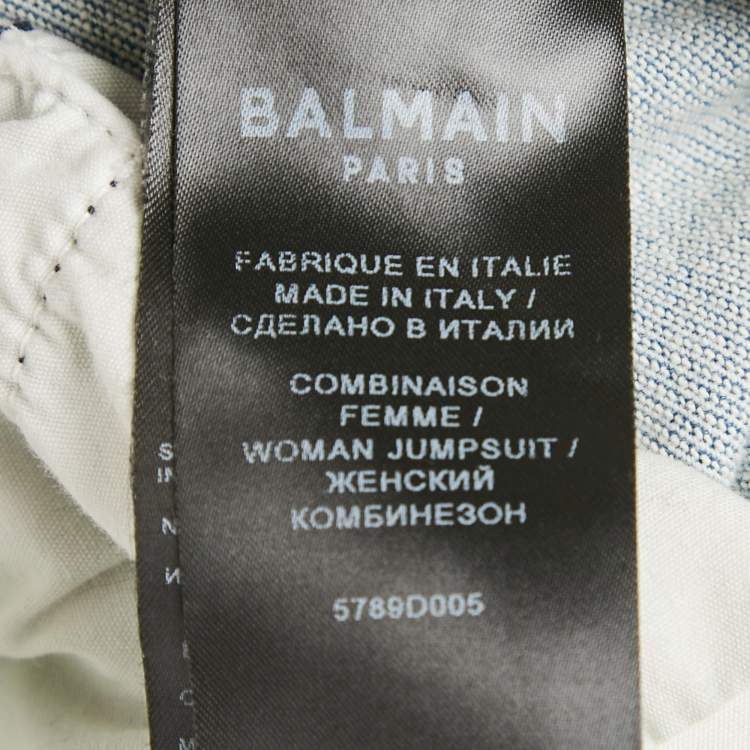 BALMAIN
PARIS
FABRIQUE EN ITALIE
MADE IN ITALY /
СДЕЛАНО В ИТАЛИИ
COMBINAISON
FEMME /
WOMAN JUMPSUIT /
ЖЕНСКИЙ
КОМБИНЕЗОН
5789D005